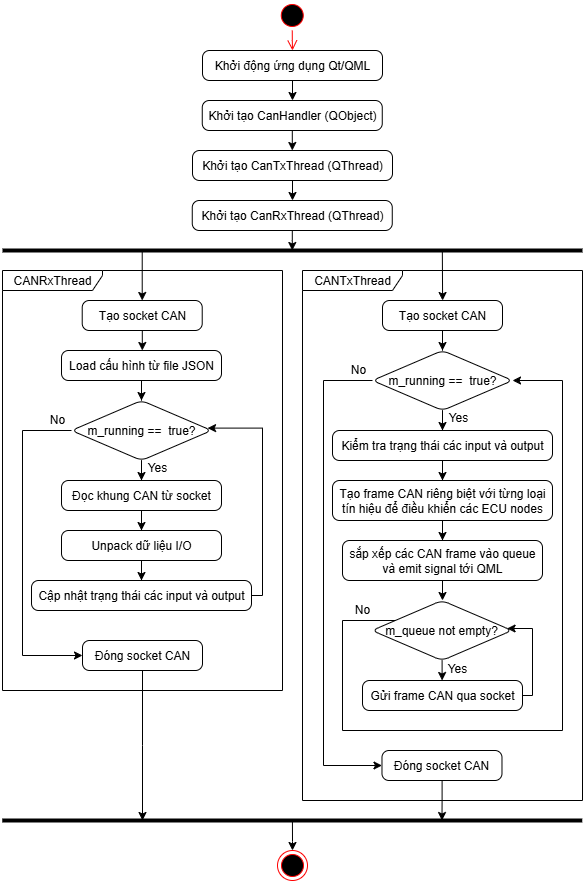 Khởi động ứng dụng Qt/QML
Khởi tạo CanHandler (QObject)
Khởi tạo CanTxThread (QThread)
Khởi tạo CanRxThread (QThread)
CANRxThread
Tạo socket CAN
Load cấu hình từ file JSON
No
m_running == true?
Yes
Đọc khung CAN từ socket
Unpack dữ liệu I/O
Cập nhật trạng thái các input và output
Đóng socket CAN
CANTxThread
Tạo socket CAN
No
m_running == true?
Yes
Kiểm tra trạng thái các input và output
Tạo frame CAN riêng biệt với từng loại
tín hiệu để điều khiển các ECU nodes
sắp xếp các CAN frame vào queue
và emit signal tới QML
No
m_queue not empty?
Yes
Gửi frame CAN qua socket
Đóng socket CAN